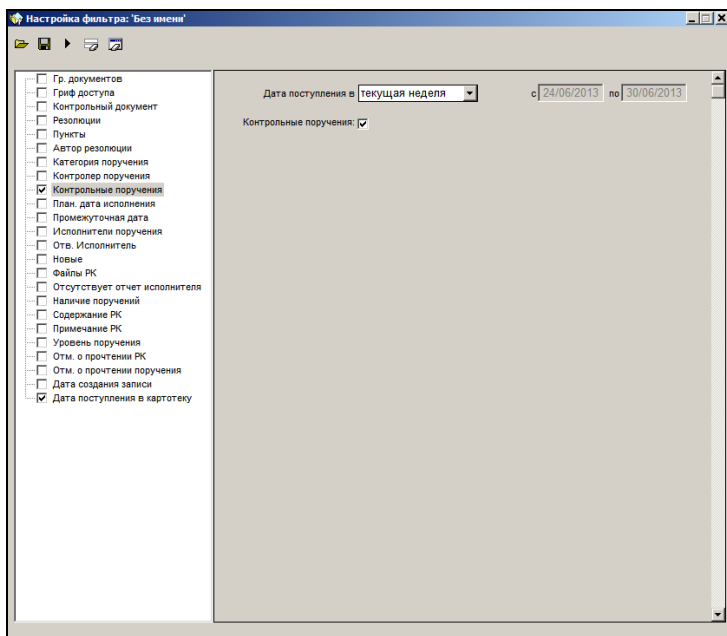 Настройка фильтра: 'Без имени'
Гр. документов
Гриф доступа
Контрольный документ
Резолюции
Пункты
Автор резолюции
Категория поручения
Контролер поручения
Контрольные поручения
План. дата исполнения
Промежуточная дата
Исполнители поручения
Отв. Исполнитель
Новые
Файлы РК
Отсутствует отчет исполнителя
Наличие поручений
Содержание РК
Примечание РК
Уровень поручения
Отм. о прочтении РК
Отм. о прочтении поручения
Дата создания записи
Дата поступления в картотеку
Дата поступления в текущая неделя с 24/06/2013 по 30/06/2013
Контрольные поручения: